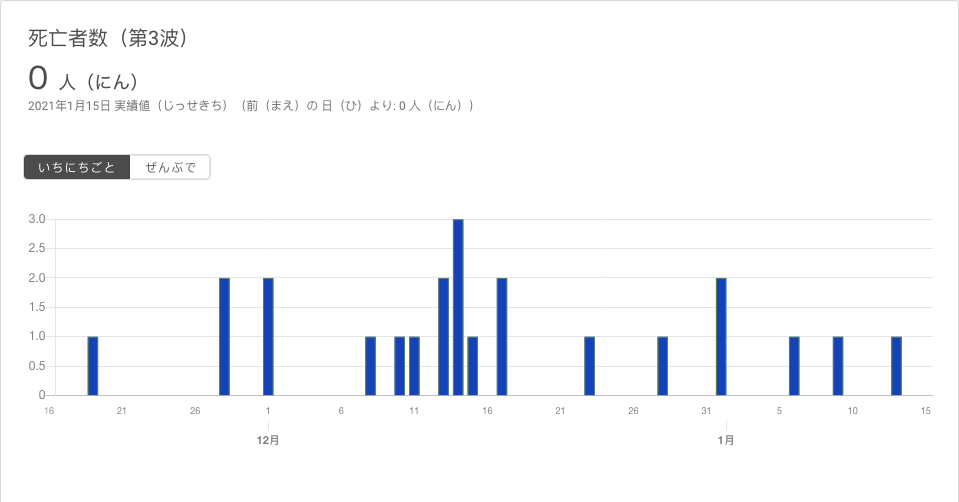 死亡者数（第3波）
0 人（にん）
2021年1月15日 実績値（じっせきち）（前（まえ）の 日（ひ）より: 0 人（にん））
いちにちごと ぜんぶで
3.0
2.5
2.0
1.5
1.0
0.5
0
16 21 26 1 6 11 16 21 26 31 5 10 15
12月 1月